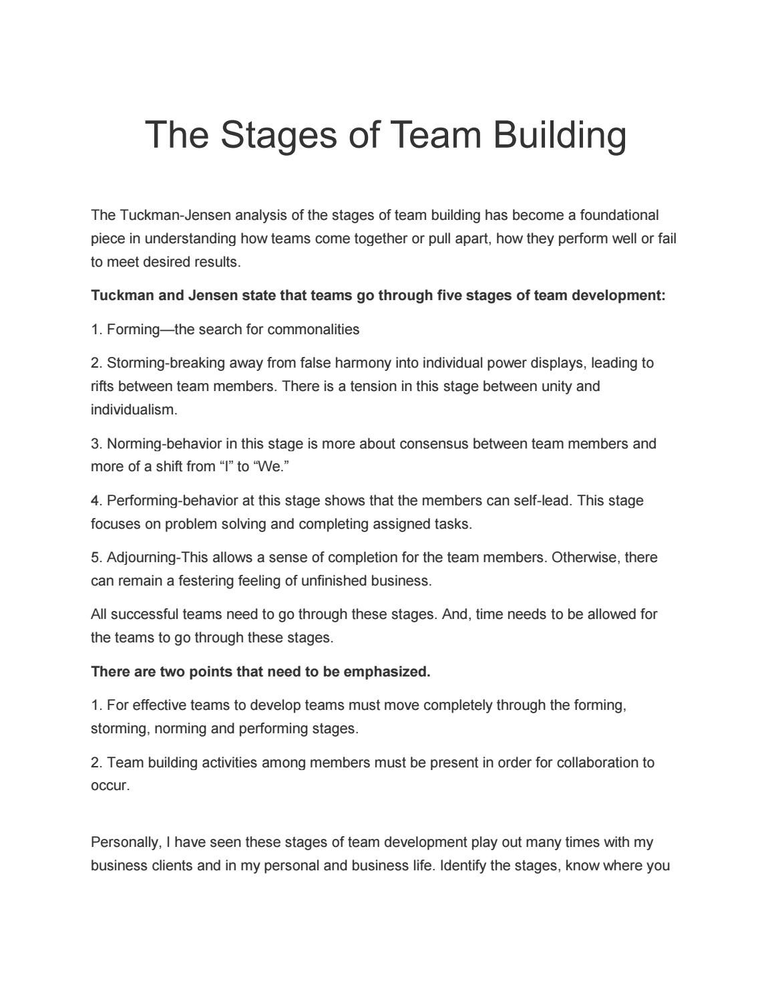 The Stages of Team Building
The Tuckman-Jensen analysis of the stages of team building has become a foundational
piece in understanding how teams come together or pull apart, how they perform well or fail
to meet desired results.
Tuckman and Jensen state that teams go through five stages of team development:
1. Forming—the search for commonalities
2. Storming-breaking away from false harmony into individual power displays, leading to
rifts between team members. There is a tension in this stage between unity and
individualism.
3. Norming-behavior in this stage is more about consensus between team members and
more of a shift from “I” to “We.”
4. Performing-behavior at this stage shows that the members can self-lead. This stage
focuses on problem solving and completing assigned tasks.
5. Adjourning-This allows a sense of completion for the team members. Otherwise, there
can remain a festering feeling of unfinished business.
All successful teams need to go through these stages. And, time needs to be allowed for
the teams to go through these stages.
There are two points that need to be emphasized.
1. For effective teams to develop teams must move completely through the forming,
storming, norming and performing stages.
2. Team building activities among members must be present in order for collaboration to
occur.
Personally, I have seen these stages of team development play out many times with my
business clients and in my personal and business life. Identify the stages, know where you